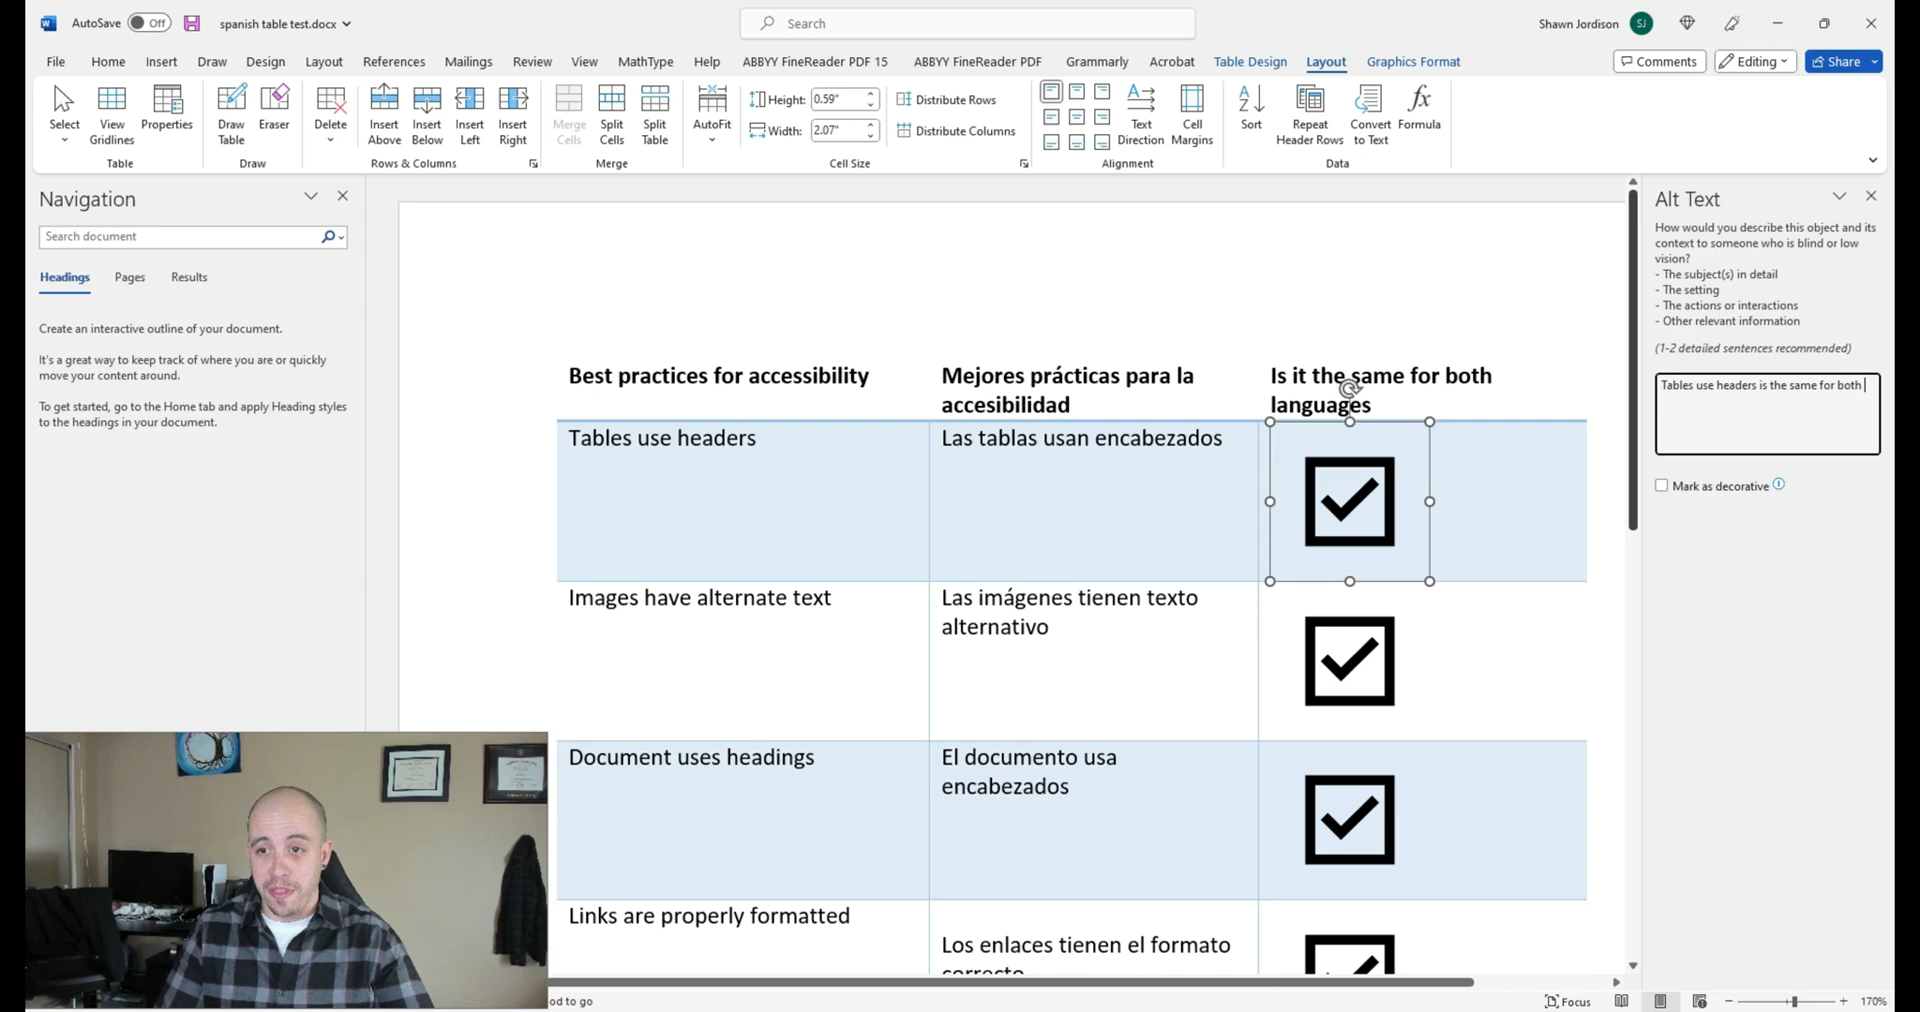 AutoSave Off spanish table test.docx Search Shawn Jordison SJ
File Home Insert Draw Design Layout References Mailings Review View MathType Help ABBYY FineReader PDF 15 ABBYY FineReader PDF Grammarly Acrobat Table Design Layout Graphics Format Comments Editing Share
Select
View Gridlines
Properties
Table
Draw Table
Eraser
Draw
Delete
Insert Above
Insert Below
Insert Left
Insert Right
Rows & Columns
Merge Cells
Split Cells
Split Table
Merge
AutoFit
Height: 0.59"
Width: 2.07"
Distribute Rows
Distribute Columns
Cell Size
Text Direction
Cell Margins
Alignment
Sort
Repeat Header Rows
Convert to Text
Formula
Data
Navigation
Search document
Headings Pages Results
Create an interactive outline of your document.
It's a great way to keep track of where you are or quickly
move your content around.
To get started, go to the Home tab and apply Heading styles
to the headings in your document.
Best practices for accessibility
Mejores prácticas para la
accesibilidad
Is it the same for both
languages
Tables use headers
Las tablas usan encabezados
Images have alternate text
Las imágenes tienen texto
alternativo
Document uses headings
El documento usa
encabezados
Links are properly formatted
Los enlaces tienen el formato
correcto
Alt Text
How would you describe this object and its
context to someone who is blind or low
vision?
- The subject(s) in detail
- The setting
- The actions or interactions
- Other relevant information
(1-2 detailed sentences recommended)
Tables use headers is the same for both
Mark as decorative
od to go
Focus
170%